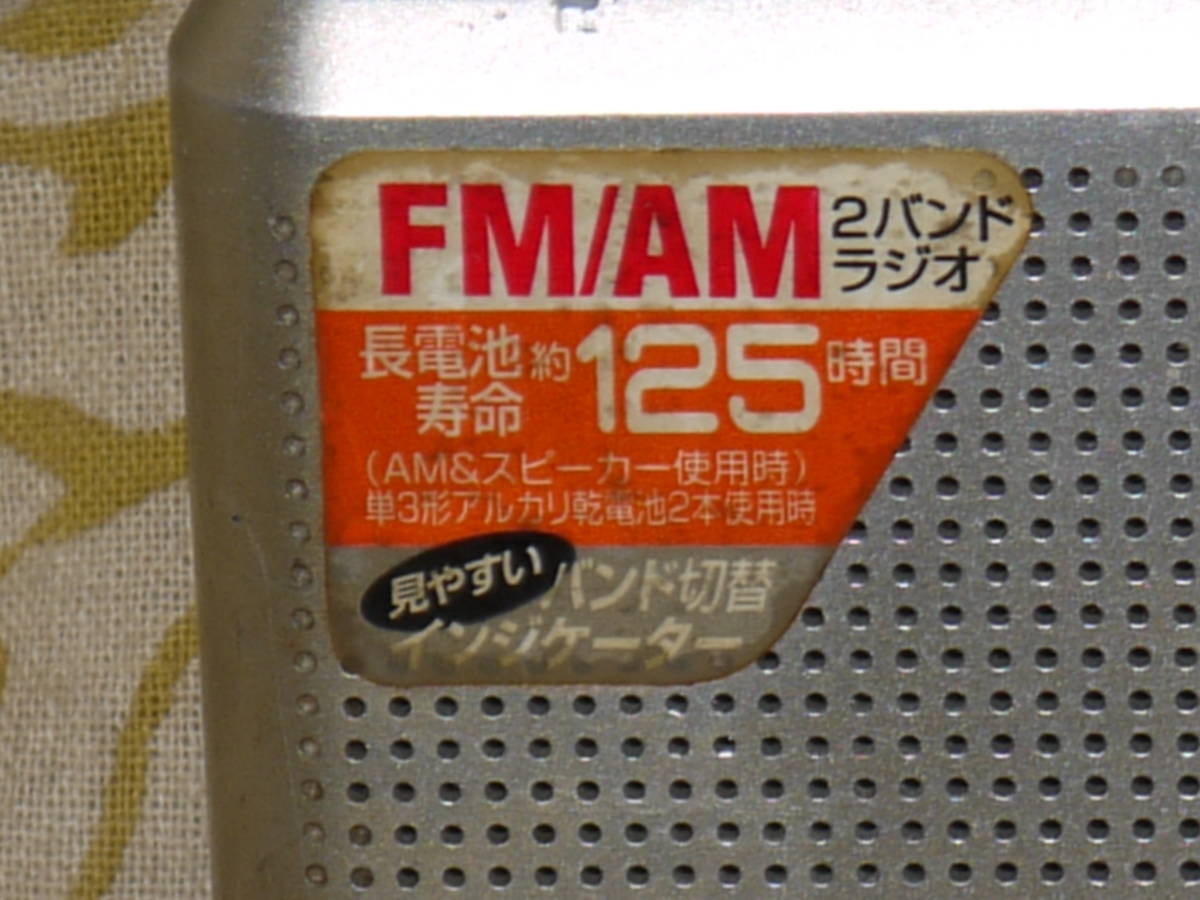 FM/AM 2バンド
ラジオ
長電池 約125時間
寿命
(AM&スピーカー使用時)
単3形アルカリ乾電池2本使用時
見やすい バンド切替
インジケーター